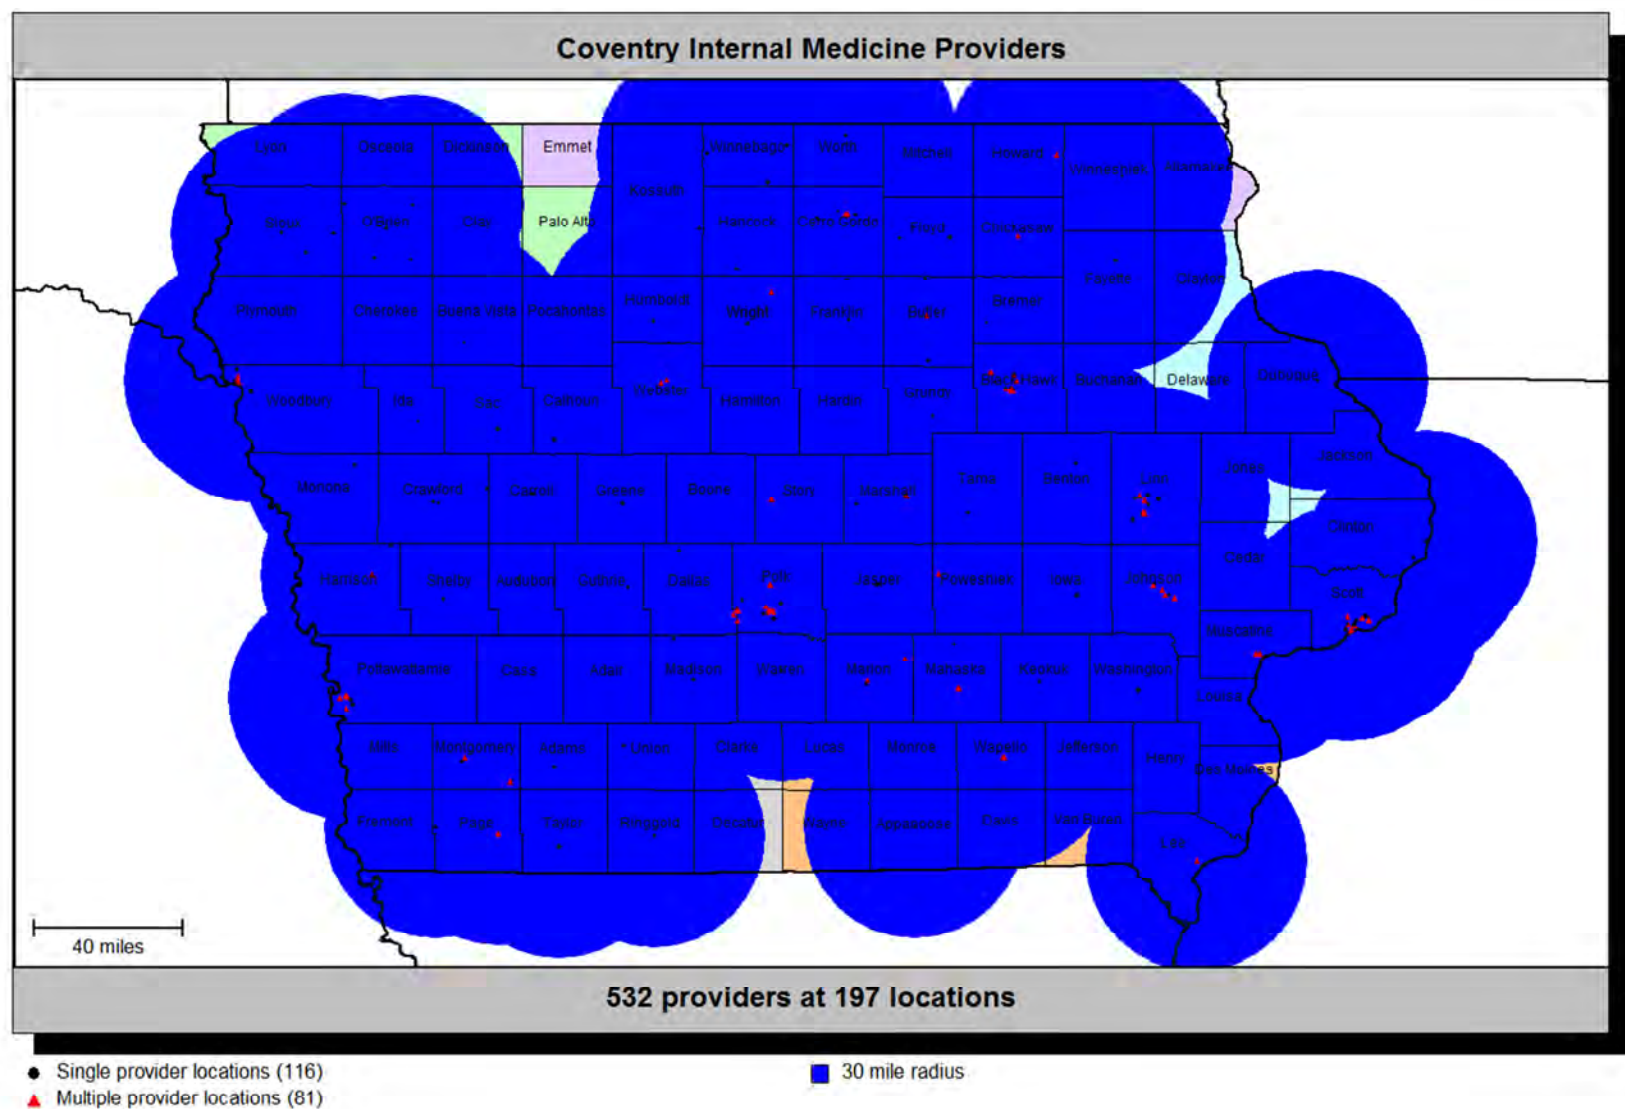 Coventry Internal Medicine Providers
Lyon Osceola Dickinson Emmet Winnebago Worth Mitchell Howard Winneshiek Allamakee
Kossuth
Sioux O'Brien Clay Palo Alto Hancock Cerro Gordo Floyd Chickasaw
Fayette Clayton
Plymouth Cherokee Buena Vista Pocahontas Humboldt Wright Franklin Butler Bremer
Woodbury Ida Sac Calhoun Webster Hamilton Hardin Grundy Black Hawk Buchanan Delaware Dubuque
Monona Crawford Carroll Greene Boone Story Marshall Tama Benton Linn Jones Jackson
Clinton
Harrison Shelby Audubon Guthrie Dallas Polk Jasper Poweshiek Iowa Johnson Cedar
Scott
Muscatine
Pottawattamie Cass Adair Madison Warren Marion Mahaska Keokuk Washington
Louisa
Mills Montgomery Adams Union Clarke Lucas Monroe Wapello Jefferson Henry Des Moines
Fremont Page Taylor Ringgold Decatur Wayne Appanoose Davis Van Buren
Lee
40 miles
532 providers at 197 locations
Single provider locations (116)
30 mile radius
Multiple provider locations (81)